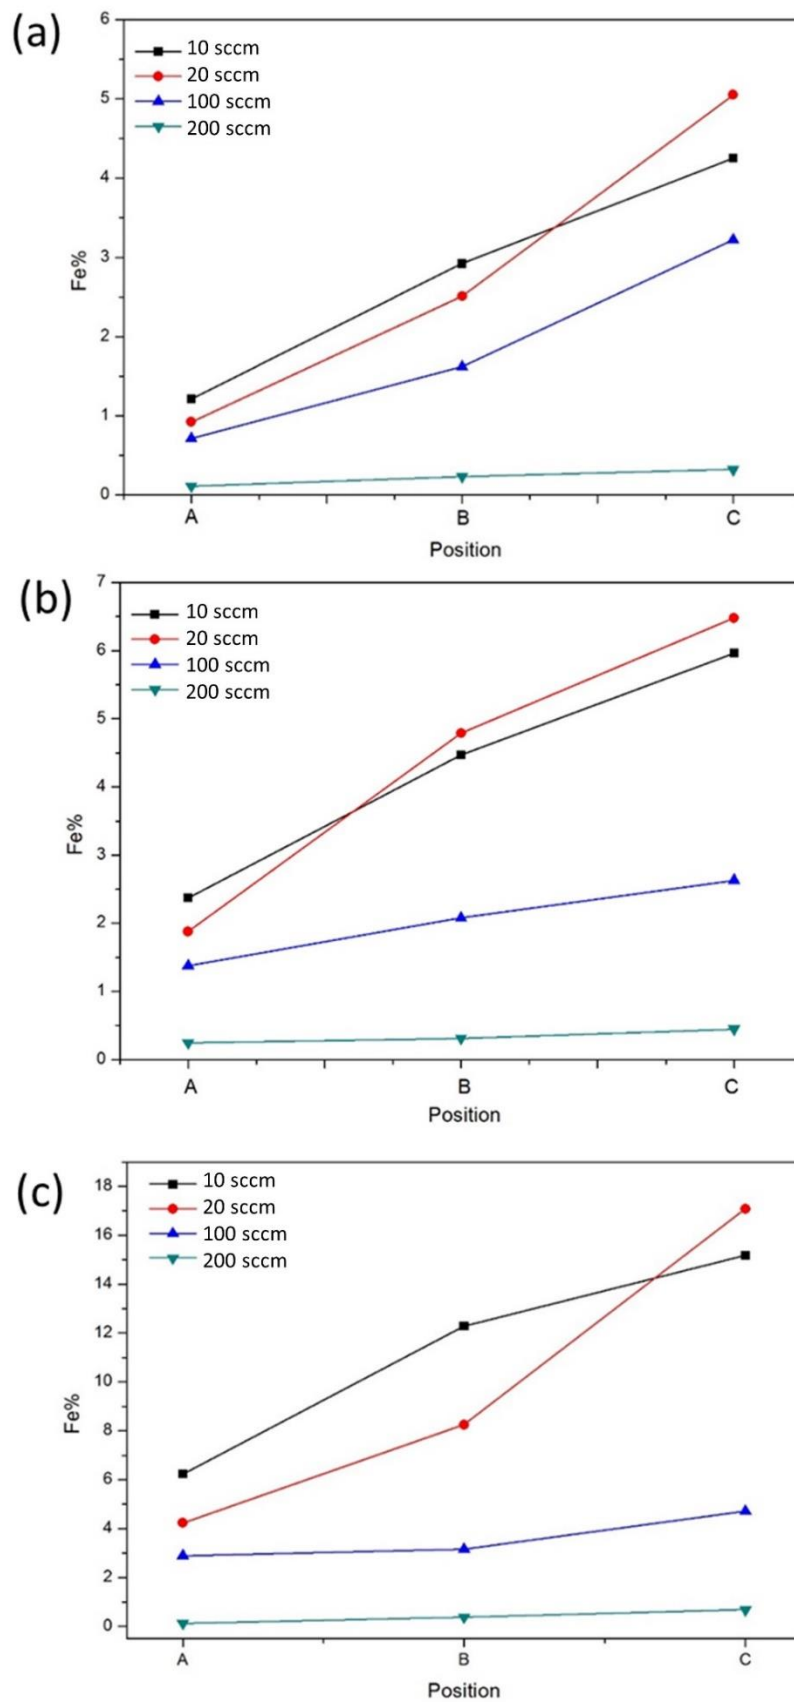 (a)
6
5
4
3
2
1
0
Fe%
10 sccm
20 sccm
100 sccm
200 sccm
A B C
Position
(b)
7
6
5
4
3
2
1
0
Fe%
10 sccm
20 sccm
100 sccm
200 sccm
A B C
Position
(c)
18
16
14
12
10
8
6
4
2
0
Fe%
10 sccm
20 sccm
100 sccm
200 sccm
A B C
Position